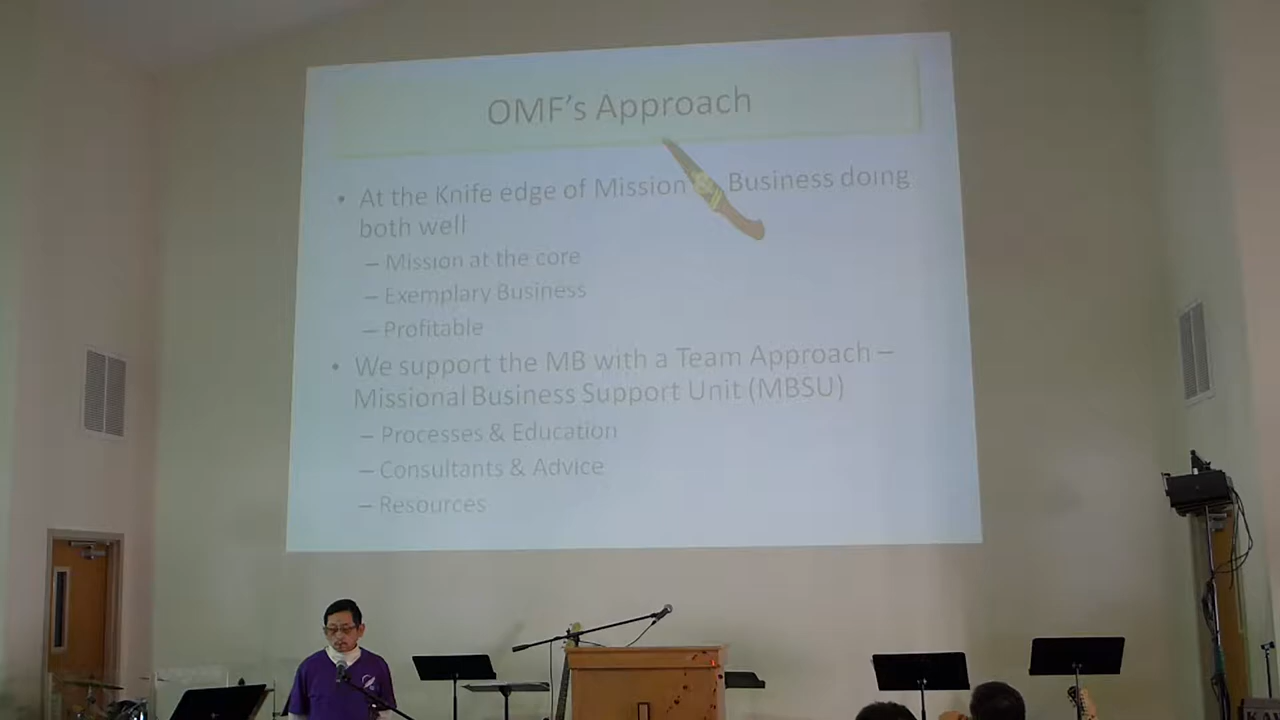 OMF's Approach
• At the Knife edge of Mission Business doing
both well
– Mission at the core
– Exemplary Business
– Profitable
• We support the MB with a Team Approach –
Missional Business Support Unit (MBSU)
– Processes & Education
– Consultants & Advice
– Resources